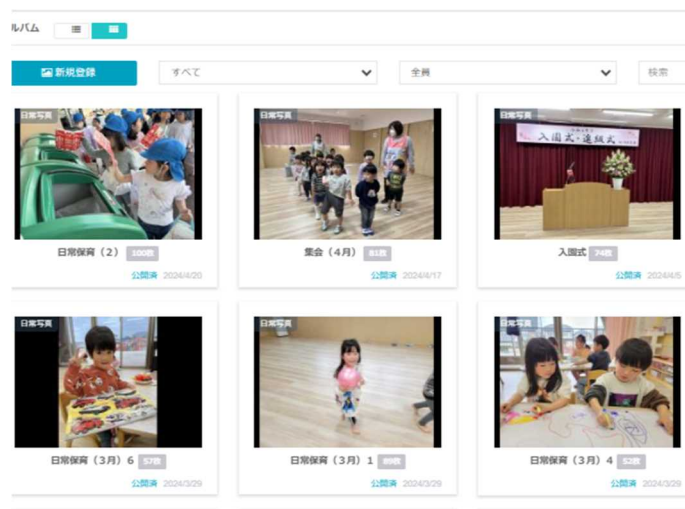 ルバム
新規登録
すべて
全員
検索
日常写真
日常写真
日常写真
入園式・進級式
日常保育（2） 100枚
集会（4月） 81枚
入園式 74枚
公開済 2024/4/20
公開済 2024/4/17
公開済 2024/4/5
日常写真
日常写真
日常写真
日常保育（3月）6 57枚
日常保育（3月）1 89枚
日常保育（3月）4 52枚
公開済 2024/3/29
公開済 2024/3/29
公開済 2024/3/29